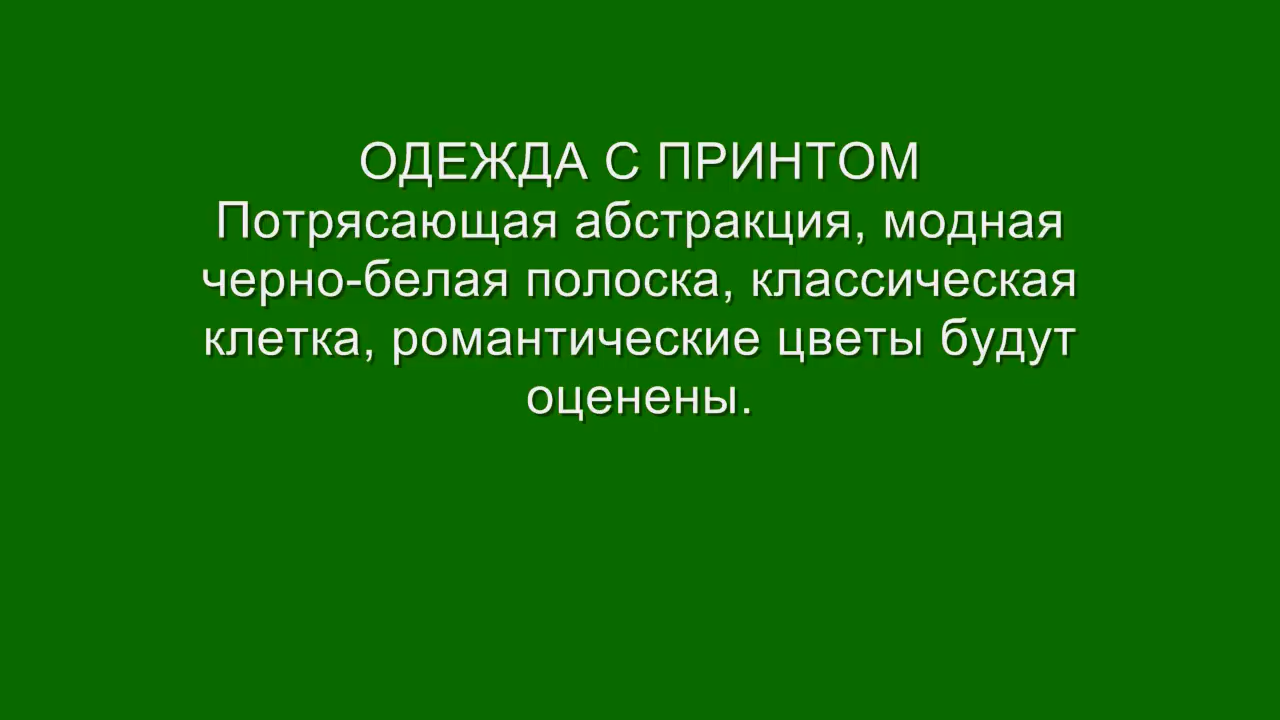 ОДЕЖДА С ПРИНТОМ
Потрясающая абстракция, модная
черно-белая полоска, классическая
клетка, романтические цветы будут
оценены.